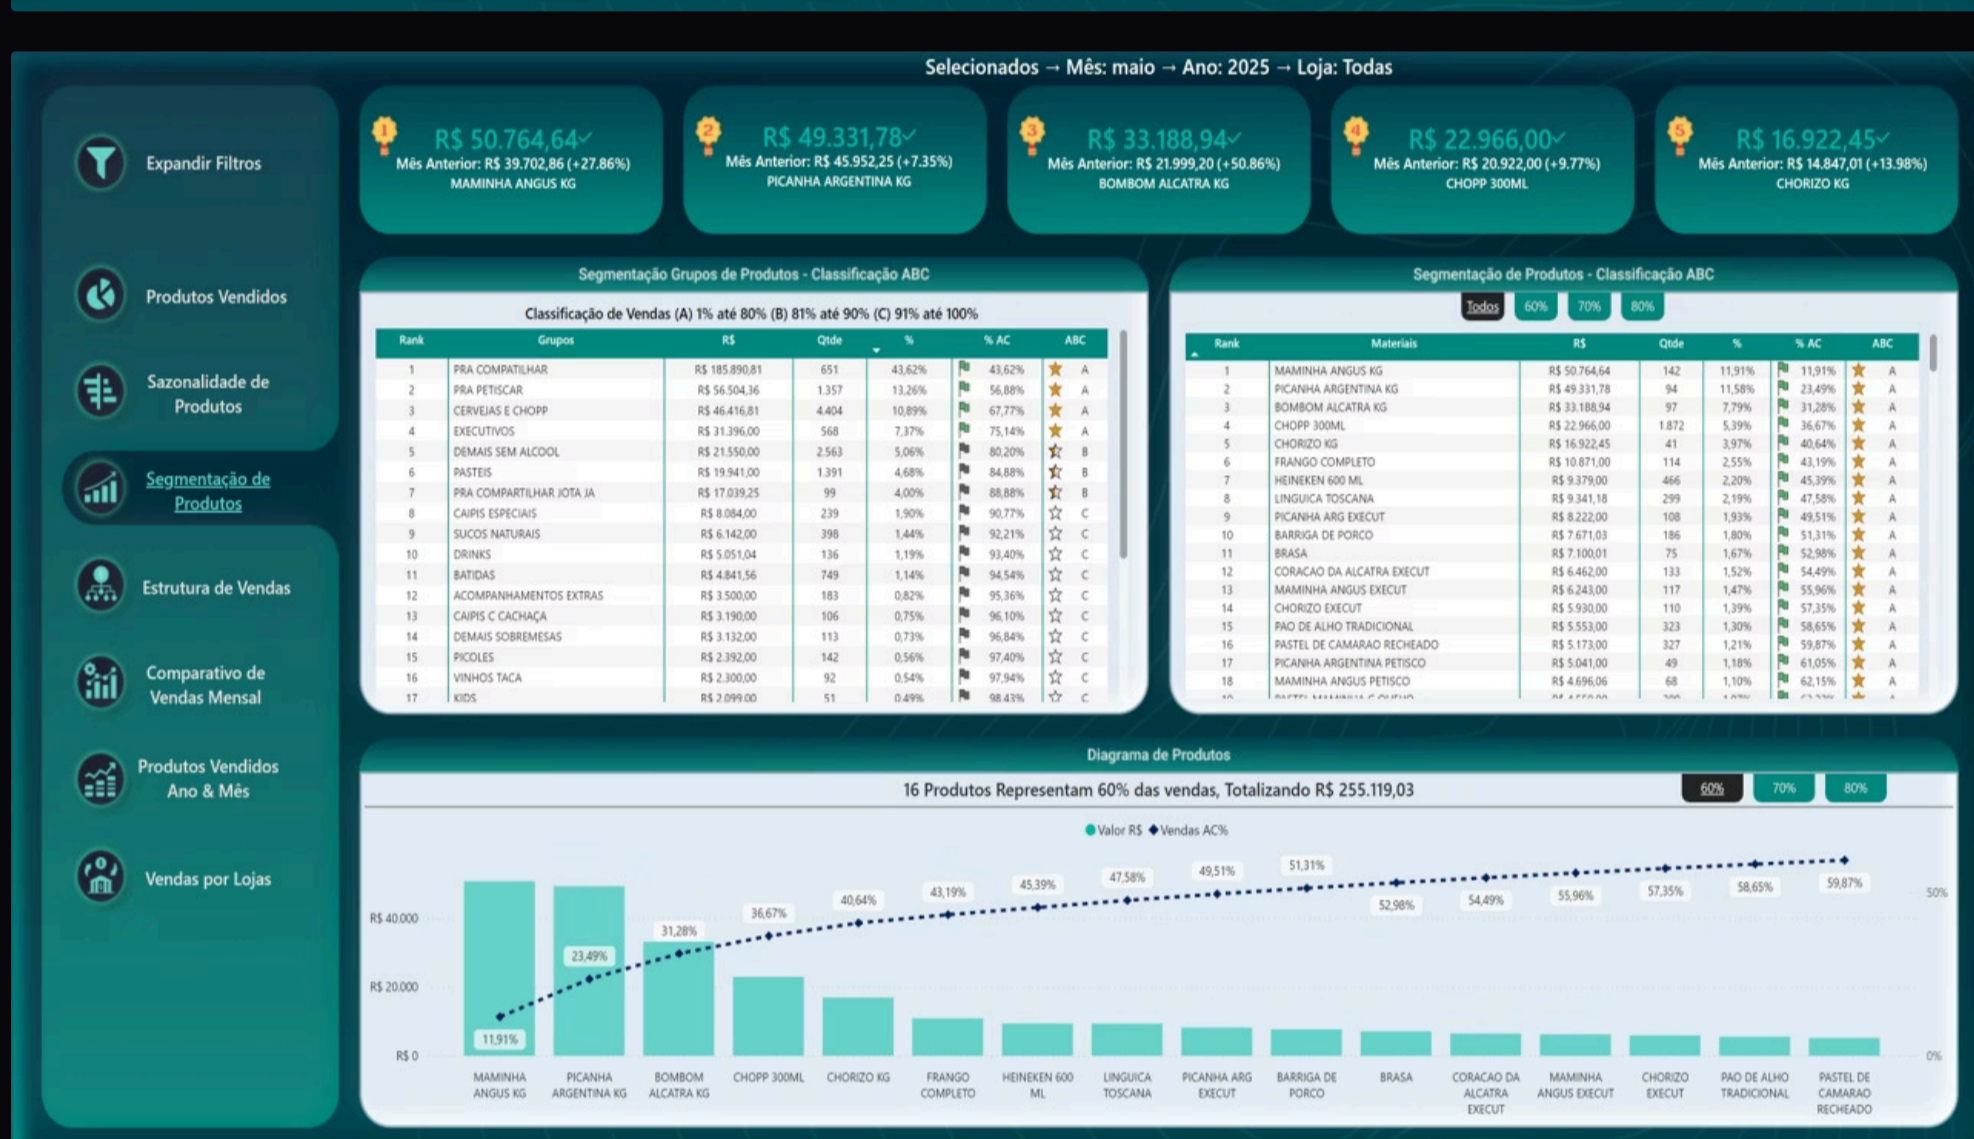 Selecionados → Mês: maio → Ano: 2025 → Loja: Todas
Expandir Filtros
Produtos Vendidos
Sazonalidade de
Produtos
Segmentação de
Produtos
Estrutura de Vendas
Comparativo de
Vendas Mensal
Produtos Vendidos
Ano & Mês
Vendas por Lojas
1
R$ 50.764,64✓
Mês Anterior: R$ 39.702,86 (+27.86%)
MAMINHA ANGUS KG
2
R$ 49.331,78✓
Mês Anterior: R$ 45.952,25 (+7.35%)
PICANHA ARGENTINA KG
3
R$ 33.188,94✓
Mês Anterior: R$ 21.999,20 (+50.86%)
BOMBOM ALCATRA KG
4
R$ 22.966,00✓
Mês Anterior: R$ 20.922,00 (+9.77%)
CHOPP 300ML
5
R$ 16.922,45✓
Mês Anterior: R$ 14.847,01 (+13.98%)
CHORIZO KG
Segmentação Grupos de Produtos - Classificação ABC
Classificação de Vendas (A) 1% até 80% (B) 81% até 90% (C) 91% até 100%
Rank Grupos R$ Qtde % % AC ABC
1 PRA COMPATILHAR R$ 185.890,81 651 43,62% 43,62% A
2 PRA PETISCAR R$ 56.504,36 1.357 13,26% 56,88% A
3 CERVEJAS E CHOPP R$ 46.416,81 4.404 10,89% 67,77% A
4 EXECUTIVOS R$ 31.396,00 568 7,37% 75,14% A
5 DEMAIS SEM ALCOOL R$ 21.550,00 2.563 5,06% 80,20% B
6 PASTEIS R$ 19.941,00 1.391 4,68% 84,88% B
7 PRA COMPARTILHAR JOTA JA R$ 17.039,25 99 4,00% 88,88% B
8 CAIPIS ESPECIAIS R$ 8.084,00 239 1,90% 90,77% C
9 SUCOS NATURAIS R$ 6.142,00 398 1,44% 92,21% C
10 DRINKS R$ 5.051,04 136 1,19% 93,40% C
11 BATIDAS R$ 4.841,56 749 1,14% 94,54% C
12 ACOMPANHAMENTOS EXTRAS R$ 3.500,00 183 0,82% 95,36% C
13 CAIPIS C CACHAÇA R$ 3.190,00 106 0,75% 96,10% C
14 DEMAIS SOBREMESAS R$ 3.132,00 113 0,73% 96,84% C
15 PICOLES R$ 2.392,00 142 0,56% 97,40% C
16 VINHOS TACA R$ 2.300,00 92 0,54% 97,94% C
17 KIDS R$ 2.099,00 51 0,49% 98,43% C
Segmentação de Produtos - Classificação ABC
Todos 60% 70% 80%
Rank Materiais R$ Qtde % % AC ABC
1 MAMINHA ANGUS KG R$ 50.764,64 142 11,91% 11,91% A
2 PICANHA ARGENTINA KG R$ 49.331,78 94 11,58% 23,49% A
3 BOMBOM ALCATRA KG R$ 33.188,94 97 7,79% 31,28% A
4 CHOPP 300ML R$ 22.966,00 1.872 5,39% 36,67% A
5 CHORIZO KG R$ 16.922,45 41 3,97% 40,64% A
6 FRANGO COMPLETO R$ 10.871,00 114 2,55% 43,19% A
7 HEINEKEN 600 ML R$ 9.379,00 466 2,20% 45,39% A
8 LINGUICA TOSCANA R$ 9.341,18 299 2,19% 47,58% A
9 PICANHA ARG EXECUT R$ 8.222,00 108 1,93% 49,51% A
10 BARRIGA DE PORCO R$ 7.671,03 186 1,80% 51,31% A
11 BRASA R$ 7.100,01 75 1,67% 52,98% A
12 CORACAO DA ALCATRA EXECUT R$ 6.462,00 133 1,52% 54,49% A
13 MAMINHA ANGUS EXECUT R$ 6.243,00 117 1,47% 55,96% A
14 CHORIZO EXECUT R$ 5.930,00 110 1,39% 57,35% A
15 PAO DE ALHO TRADICIONAL R$ 5.553,00 323 1,30% 58,65% A
16 PASTEL DE CAMARAO RECHEADO R$ 5.173,00 327 1,21% 59,87% A
17 PICANHA ARGENTINA PETISCO R$ 5.041,00 49 1,18% 61,05% A
18 MAMINHA ANGUS PETISCO R$ 4.696,06 68 1,10% 62,15% A
Diagrama de Produtos
16 Produtos Representam 60% das vendas, Totalizando R$ 255.119,03
60% 70% 80%
Valor R$ Vendas AC%
R$ 40.000
R$ 20.000
R$ 0
50%
0%
11,91% 23,49% 31,28% 36,67% 40,64% 43,19% 45,39% 47,58% 49,51% 51,31% 52,98% 54,49% 55,96% 57,35% 58,65% 59,87%
MAMINHA
ANGUS KG
PICANHA
ARGENTINA KG
BOMBOM
ALCATRA KG
CHOPP 300ML
CHORIZO KG
FRANGO
COMPLETO
HEINEKEN 600
ML
LINGUICA
TOSCANA
PICANHA ARG
EXECUT
BARRIGA DE
PORCO
BRASA
CORACAO DA
ALCATRA
EXECUT
MAMINHA
ANGUS EXECUT
CHORIZO
EXECUT
PAO DE ALHO
TRADICIONAL
PASTEL DE
CAMARAO
RECHEADO